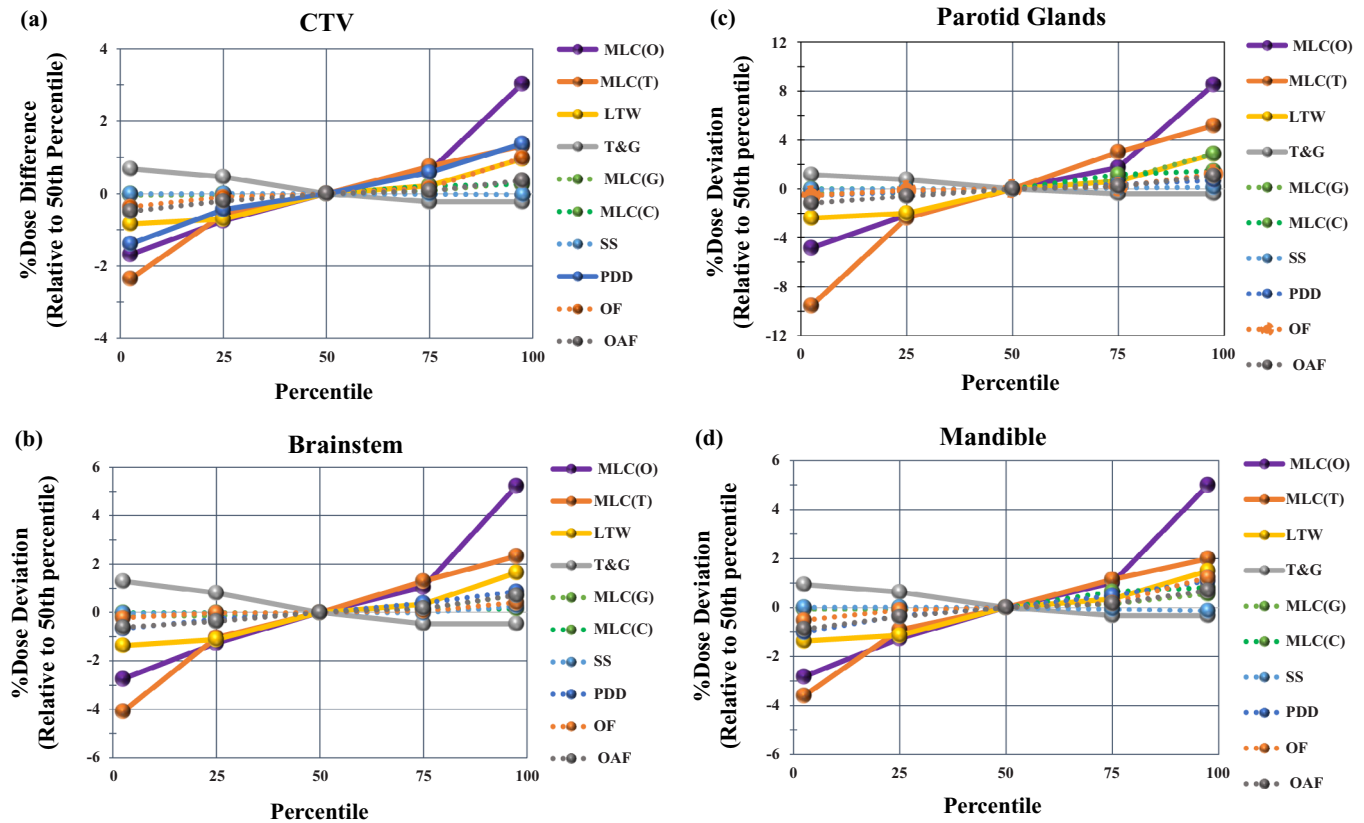 (a)
CTV
%Dose Difference
(Relative to 50th Percentile)
4
2
0
-2
-4
0 25 50 75 100
Percentile
MLC(O)
MLC(T)
LTW
T&G
MLC(G)
MLC(C)
SS
PDD
OF
OAF
(c)
Parotid Glands
%Dose Deviation
(Relative to 50th percentile)
12
8
4
0
-4
-8
-12
0 25 50 75 100
Percentile
MLC(O)
MLC(T)
LTW
T&G
MLC(G)
MLC(C)
SS
PDD
OF
OAF
(b)
Brainstem
%Dose Deviation
(Relative to 50th percentile)
6
4
2
0
-2
-4
-6
0 25 50 75 100
Percentile
MLC(O)
MLC(T)
LTW
T&G
MLC(G)
MLC(C)
SS
PDD
OF
OAF
(d)
Mandible
%Dose Deviation
(Relative to 50th percentile)
6
4
2
0
-2
-4
-6
0 25 50 75 100
Percentile
MLC(O)
MLC(T)
LTW
T&G
MLC(G)
MLC(C)
SS
PDD
OF
OAF